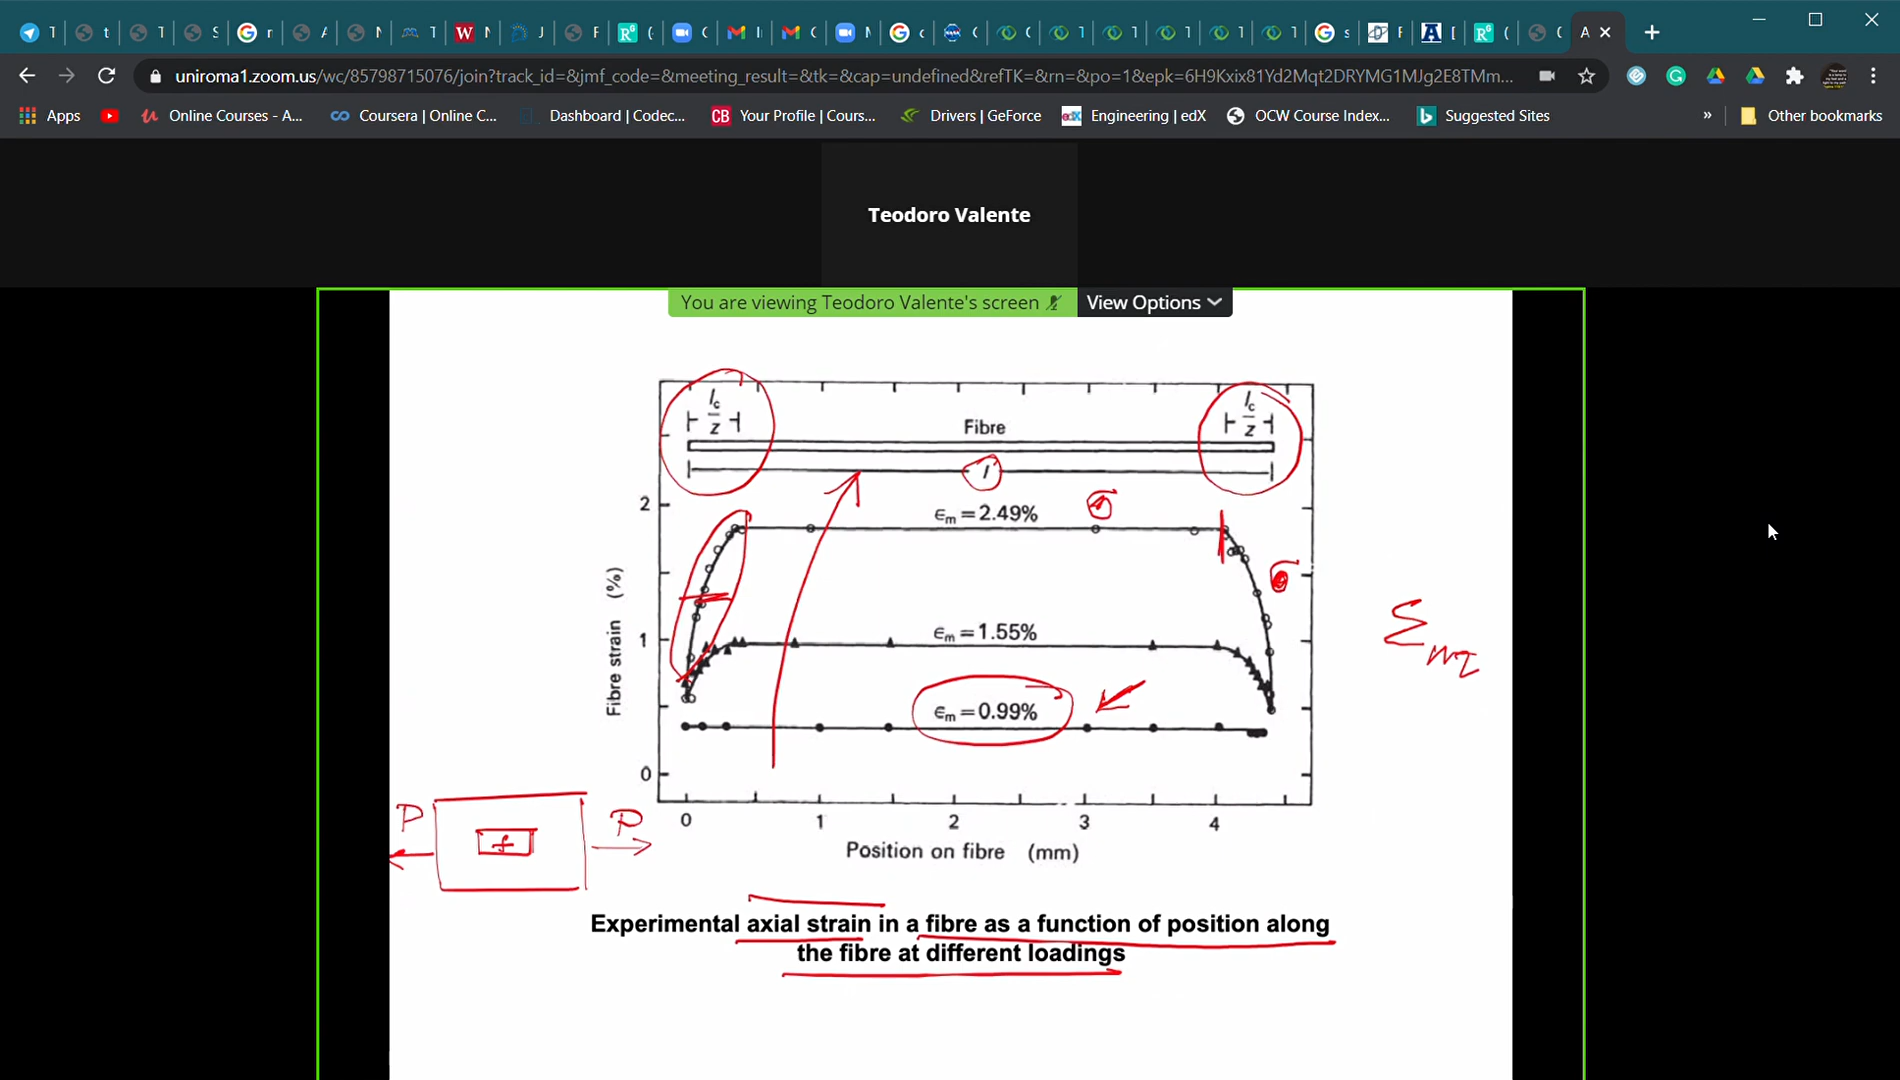 T t T S G n A N T W N J F ( C I C N G c C T T T T T G s F [ ( C A
uniroma1.zoom.us/wc/85798715076/join?track_id=&jmf_code=&meeting_result=&tk=&cap=undefined&refTK=&rn=&po=1&epk=6H9Kxix81Yd2Mqt2DRYMG1MJg2E8TMm...
Apps Online Courses - A... Coursera | Online C... Dashboard | Codec... CB Your Profile | Cours... Drivers | GeForce edX Engineering | edX OCW Course Index... Suggested Sites » Other bookmarks
Teodoro Valente
You are viewing Teodoro Valente's screen View Options
lc/z lc/z
Fibre
l
2 ϵm = 2.49% σ
σ
Fibre strain (%)
1 ϵm = 1.55%
ϵm = 0.99%
0
P f P
0 1 2 3 4
Position on fibre (mm)
Experimental axial strain in a fibre as a function of position along
the fibre at different loadings